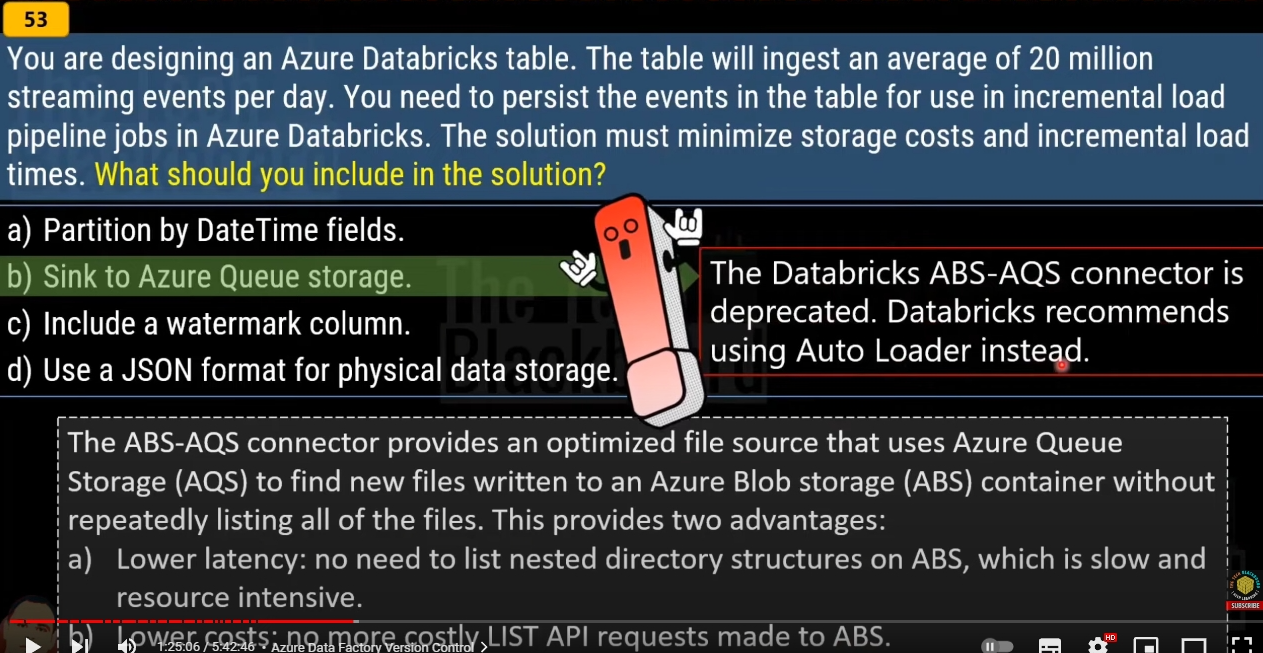 53
You are designing an Azure Databricks table. The table will ingest an average of 20 million
streaming events per day. You need to persist the events in the table for use in incremental load
pipeline jobs in Azure Databricks. The solution must minimize storage costs and incremental load
times. What should you include in the solution?
a) Partition by DateTime fields.
b) Sink to Azure Queue storage.
c) Include a watermark column.
d) Use a JSON format for physical data storage.
The Databricks ABS-AQS connector is
deprecated. Databricks recommends
using Auto Loader instead.
The ABS-AQS connector provides an optimized file source that uses Azure Queue
Storage (AQS) to find new files written to an Azure Blob storage (ABS) container without
repeatedly listing all of the files. This provides two advantages:
a) Lower latency: no need to list nested directory structures on ABS, which is slow and
resource intensive.
b) Lower costs: no more costly LIST API requests made to ABS.
1:25:06 / 5:42:46 • Azure Data Factory Version Control >
HD
SUBSCRIBE